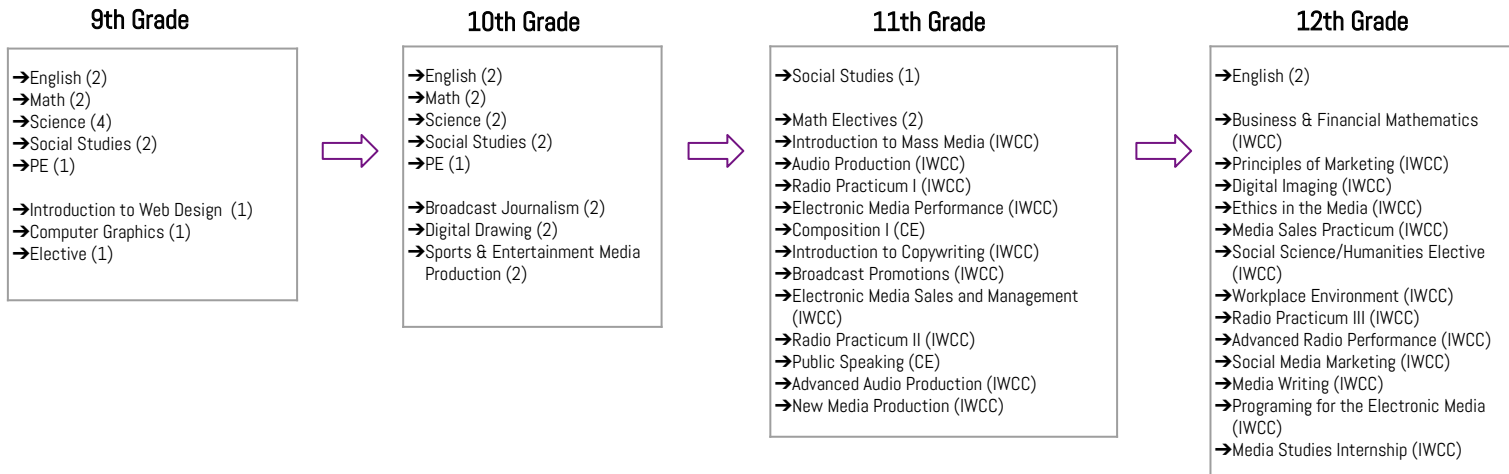 9th Grade
➔English (2)
➔Math (2)
➔Science (4)
➔Social Studies (2)
➔PE (1)
➔Introduction to Web Design (1)
➔Computer Graphics (1)
➔Elective (1)
10th Grade
➔English (2)
➔Math (2)
➔Science (2)
➔Social Studies (2)
➔PE (1)
➔Broadcast Journalism (2)
➔Digital Drawing (2)
➔Sports & Entertainment Media
Production (2)
11th Grade
➔Social Studies (1)
➔Math Electives (2)
➔Introduction to Mass Media (IWCC)
➔Audio Production (IWCC)
➔Radio Practicum I (IWCC)
➔Electronic Media Performance (IWCC)
➔Composition I (CE)
➔Introduction to Copywriting (IWCC)
➔Broadcast Promotions (IWCC)
➔Electronic Media Sales and Management
(IWCC)
➔Radio Practicum II (IWCC)
➔Public Speaking (CE)
➔Advanced Audio Production (IWCC)
➔New Media Production (IWCC)
12th Grade
➔English (2)
➔Business & Financial Mathematics
(IWCC)
➔Principles of Marketing (IWCC)
➔Digital Imaging (IWCC)
➔Ethics in the Media (IWCC)
➔Media Sales Practicum (IWCC)
➔Social Science/Humanities Elective
(IWCC)
➔Workplace Environment (IWCC)
➔Radio Practicum III (IWCC)
➔Advanced Radio Performance (IWCC)
➔Social Media Marketing (IWCC)
➔Media Writing (IWCC)
➔Programing for the Electronic Media
(IWCC)
➔Media Studies Internship (IWCC)